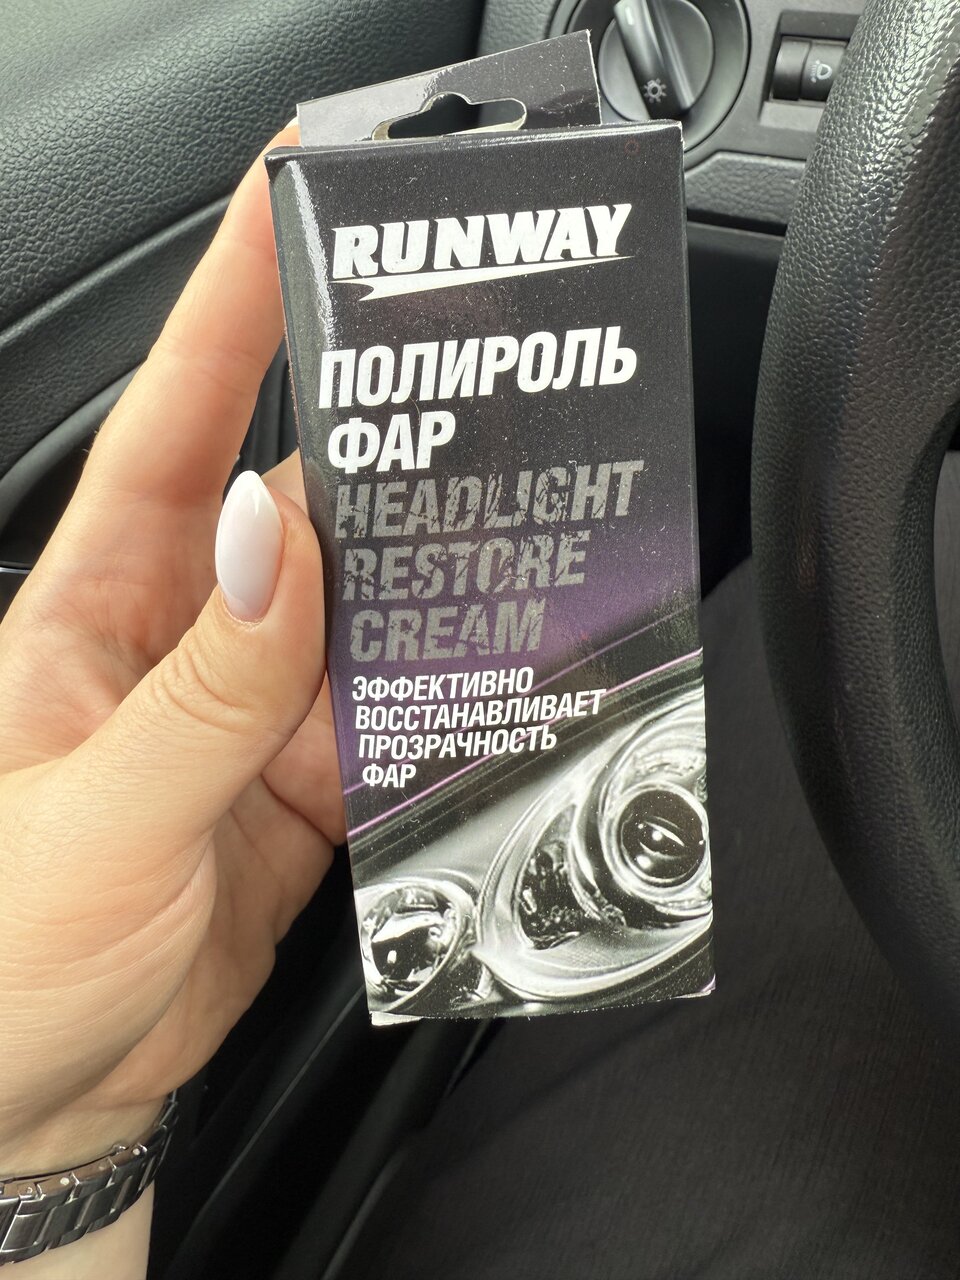 RUNWAY
ПОЛИРОЛЬ
ФАР
HEADLIGHT
RESTORE
CREAM
ЭФФЕКТИВНО
ВОССТАНАВЛИВАЕТ
ПРОЗРАЧНОСТЬ
ФАР